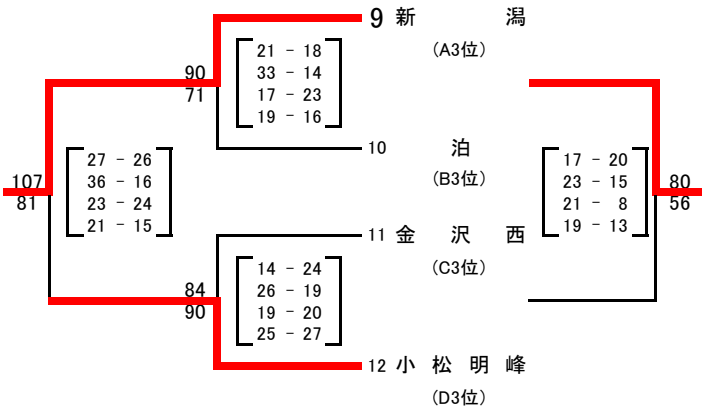 9 新潟
(A3位)
90
71
21 - 18
33 - 14
17 - 23
19 - 16
10 泊
(B3位)
107
81
27 - 26
36 - 16
23 - 24
21 - 15
17 - 20
23 - 15
21 - 8
19 - 13
80
56
11 金沢西
(C3位)
84
90
14 - 24
26 - 19
19 - 20
25 - 27
12 小松明峰
(D3位)